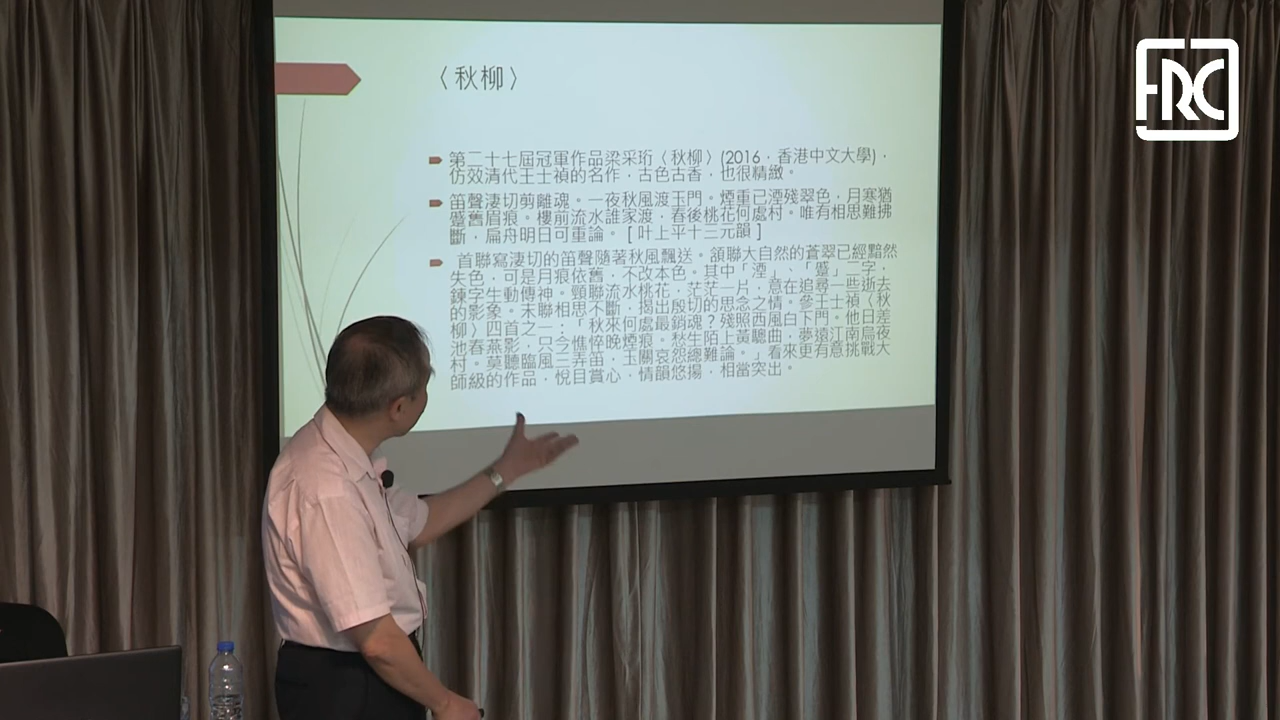 〈秋柳〉
第二十七屆冠軍作品梁采珩〈秋柳〉(2016，香港中文大學)，
仿效清代王士禎的名作，古色古香，也很精緻。
笛聲淒切剪離魂。一夜秋風渡玉門。煙重已湮殘翠色，月寒猶
蹙舊眉痕。樓前流水誰家渡，春後桃花何處村。唯有相思難拂
斷，扁舟明日可重論。[叶上平十三元韻]
首聯寫淒切的笛聲隨著秋風飄送。頷聯大自然的蒼翠已經黯然
失色，可是月痕依舊，不改本色。其中「湮」、「蹙」二字，
鍊字生動傳神。頸聯流水桃花，茫茫一片，意在追尋一些逝去
的影象。末聯相思不斷，揭出殷切的思念之情。參王士禎〈秋
柳〉四首之一：「秋來何處最銷魂？殘照西風白下門。他日差
池春燕影，只今憔悴晚煙痕。愁生陌上黃驄曲，夢遠江南烏夜
村。莫聽臨風三弄笛，玉關哀怨總難論。」看來更有意挑戰大
師級的作品，悅目賞心，情韻悠揚，相當突出。
FRC